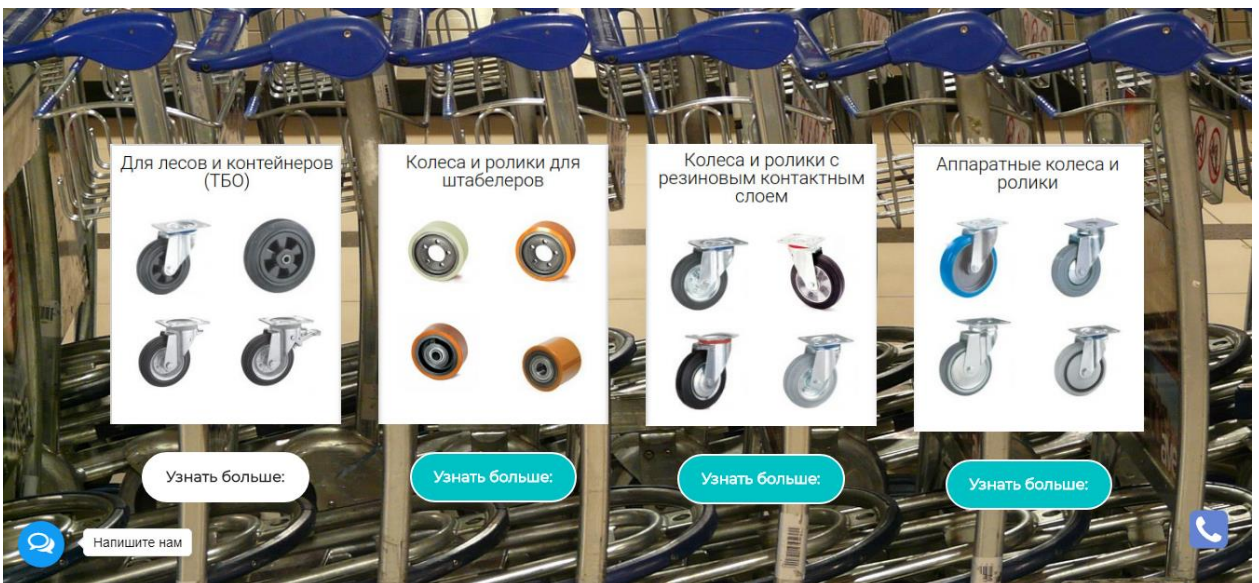 Для лесов и контейнеров
(ТБО)
Колеса и ролики для
штабелеров
Колеса и ролики с
резиновым контактным
слоем
Аппаратные колеса и
ролики
Узнать больше:
Узнать больше:
Узнать больше:
Узнать больше:
Напишите нам